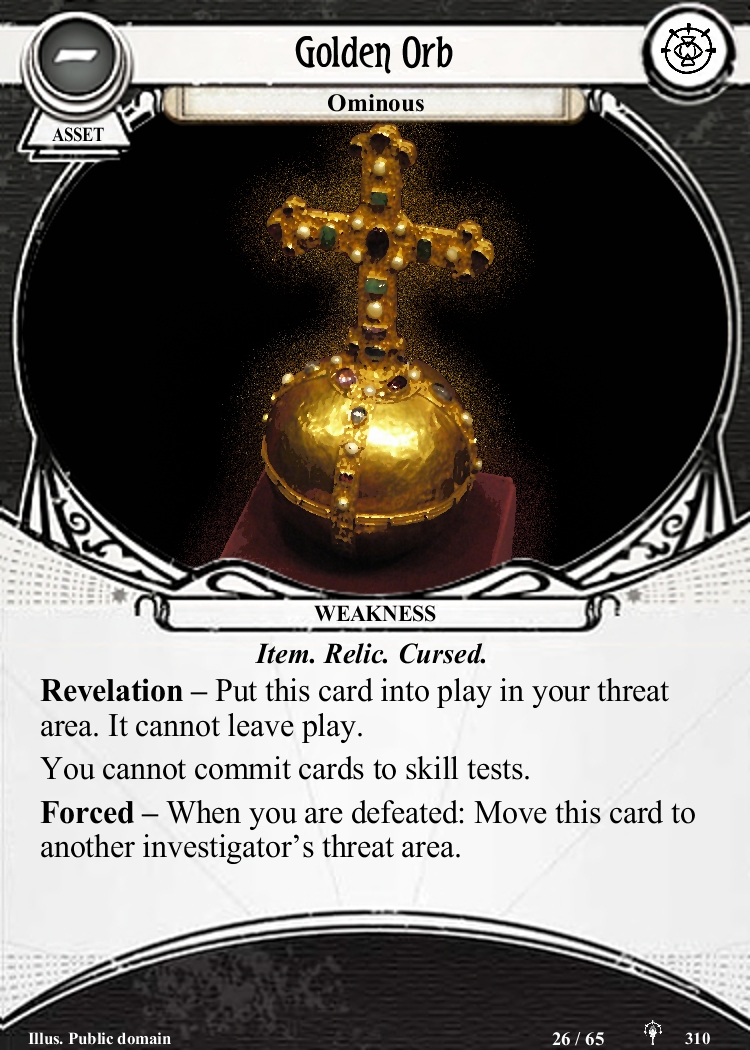 –
Golden Orb
ASSET
Ominous
WEAKNESS
Item. Relic. Cursed.
Revelation – Put this card into play in your threat
area. It cannot leave play.
You cannot commit cards to skill tests.
Forced – When you are defeated: Move this card to
another investigator’s threat area.
Illus. Public domain
26 / 65
310